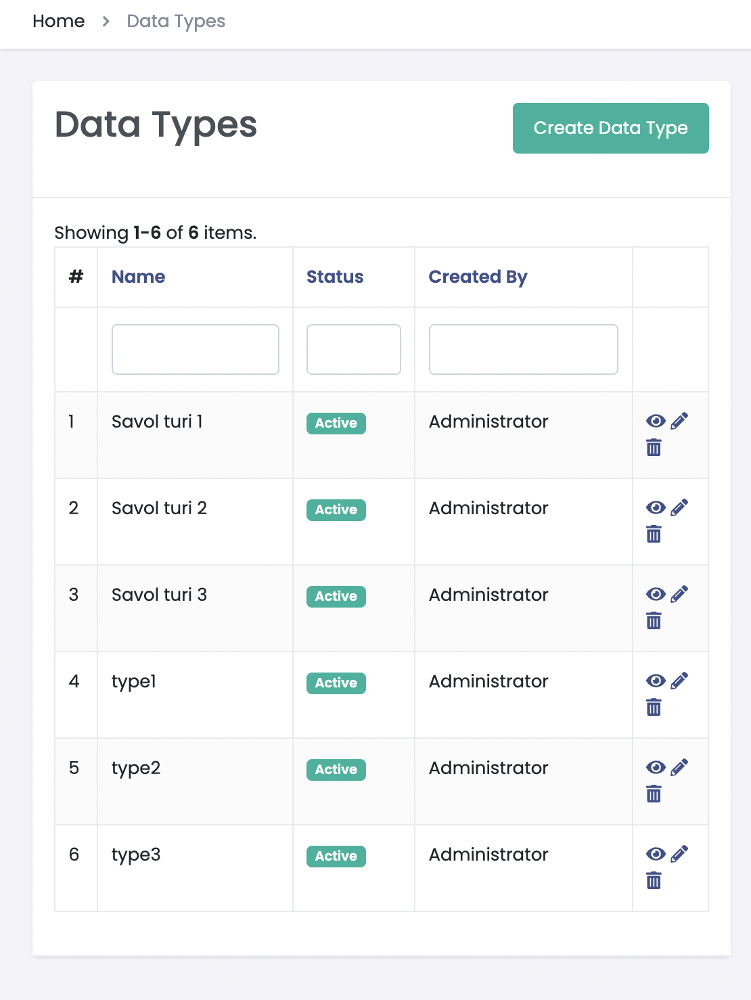 Home > Data Types
Data Types
Create Data Type
Showing 1-6 of 6 items.
# Name Status Created By
1 Savol turi 1 Active Administrator
2 Savol turi 2 Active Administrator
3 Savol turi 3 Active Administrator
4 type1 Active Administrator
5 type2 Active Administrator
6 type3 Active Administrator